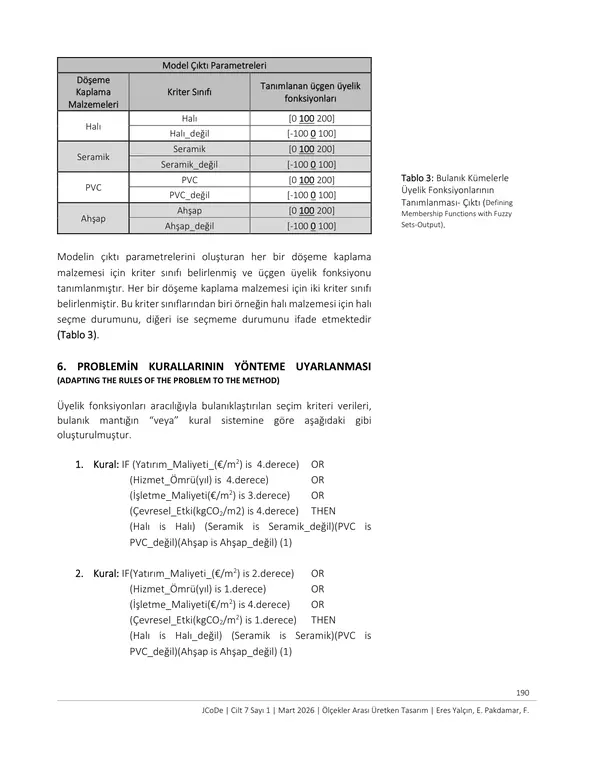 Model Çıktı Parametreleri
Döşeme Kaplama Malzemeleri | Kriter Sınıfı | Tanımlanan üçgen üyelik fonksiyonları
Halı | Halı | [0 100 200]
Halı_değil | [-100 0 100]
Seramik | Seramik | [0 100 200]
Seramik_değil | [-100 0 100]
PVC | PVC | [0 100 200]
PVC_değil | [-100 0 100]
Ahşap | Ahşap | [0 100 200]
Ahşap_değil | [-100 0 100]
Tablo 3: Bulanık Kümelerle
Üyelik Fonksiyonlarının
Tanımlanması- Çıktı (Defining
Membership Functions with Fuzzy
Sets-Output).
Modelin çıktı parametrelerini oluşturan her bir döşeme kaplama
malzemesi için kriter sınıfı belirlenmiş ve üçgen üyelik fonksiyonu
tanımlanmıştır. Her bir döşeme kaplama malzemesi için iki kriter sınıfı
belirlenmiştir. Bu kriter sınıflarından biri örneğin halı malzemesi için halı
seçme durumunu, diğeri ise seçmeme durumunu ifade etmektedir
(Tablo 3).
6. PROBLEMİN KURALLARININ YÖNTEME UYARLANMASI
(ADAPTING THE RULES OF THE PROBLEM TO THE METHOD)
Üyelik fonksiyonları aracılığıyla bulanıklaştırılan seçim kriteri verileri,
bulanık mantığın “veya” kural sistemine göre aşağıdaki gibi
oluşturulmuştur.
1. Kural: IF (Yatırım_Maliyeti_(€/m²) is 4.derece) OR
(Hizmet_Ömrü(yıl) is 4.derece) OR
(İşletme_Maliyeti(€/m²) is 3.derece) OR
(Çevresel_Etki(kgCO₂/m2) is 4.derece) THEN
(Halı is Halı) (Seramik is Seramik_değil)(PVC is
PVC_değil)(Ahşap is Ahşap_değil) (1)
2. Kural: IF(Yatırım_Maliyeti_(€/m²) is 2.derece) OR
(Hizmet_Ömrü(yıl) is 1.derece) OR
(İşletme_Maliyeti(€/m²) is 4.derece) OR
(Çevresel_Etki(kgCO₂/m²) is 1.derece) THEN
(Halı is Halı_değil) (Seramik is Seramik)(PVC is
PVC_değil)(Ahşap is Ahşap_değil) (1)
190
JCoDe | Cilt 7 Sayı 1 | Mart 2026 | Ölçekler Arası Üretken Tasarım | Eres Yalçın, E. Pakdamar, F.